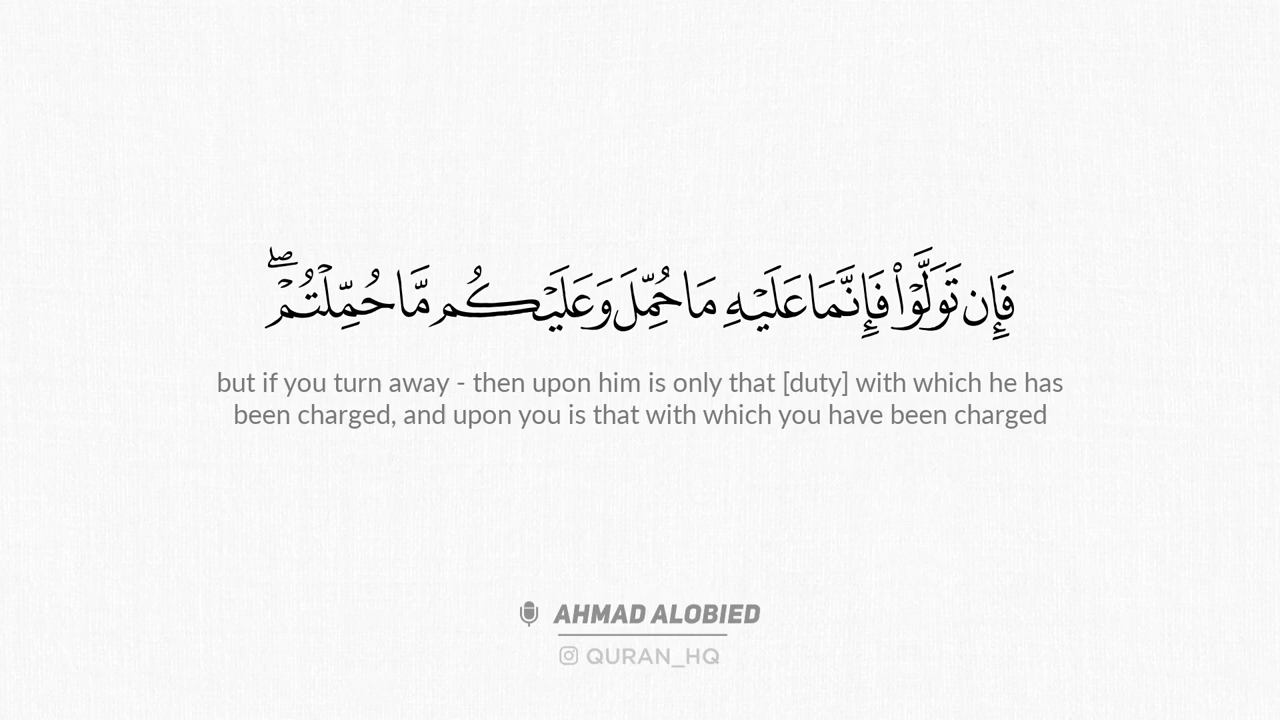 فَإِن تَوَلَّوْا۟ فَإِنَّمَا عَلَيْهِ مَا حُمِّلَ وَعَلَيْكُم مَّا حُمِّلْتُمْ ۖ
but if you turn away - then upon him is only that [duty] with which he has
been charged, and upon you is that with which you have been charged
AHMAD ALOBIED
QURAN_HQ